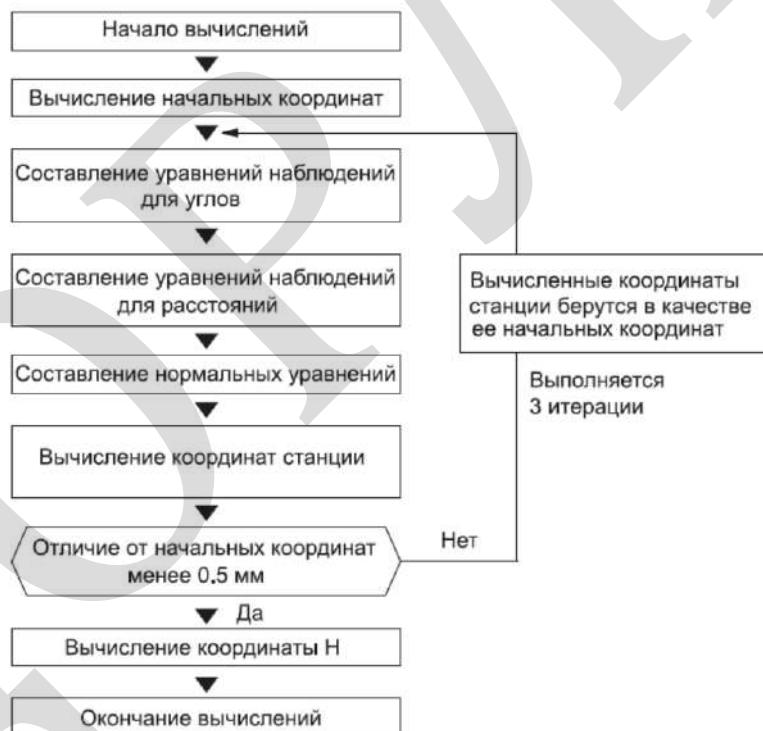 Начало вычислений
Вычисление начальных координат
Составление уравнений наблюдений
для углов
Составление уравнений наблюдений
для расстояний
Составление нормальных уравнений
Вычисление координат станции
Отличие от начальных координат
менее 0.5 мм
Нет
Вычисленные координаты
станции берутся в качестве
ее начальных координат
Выполняется
3 итерации
Да
Вычисление координаты Н
Окончание вычислений